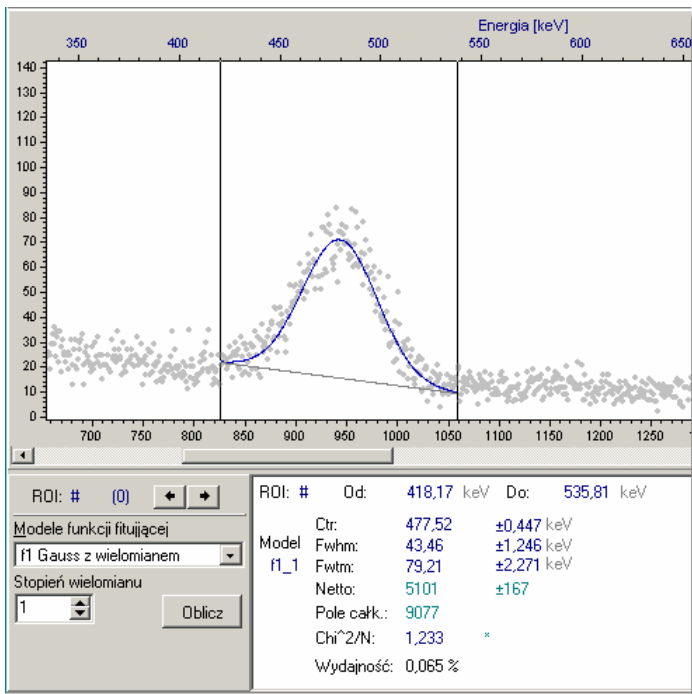 Energia [keV]
350 400 450 500 550 600 650
140
130
120
110
100
90
80
70
60
50
40
30
20
10
0
700 750 800 850 900 950 1000 1050 1100 1150 1200 1250
ROI: # (0)
Modele funkcji fitującej
f1 Gauss z wielomianem
Stopień wielomianu
1 Oblicz
ROI: # Od: 418,17 keV Do: 535,81 keV
Ctr: 477,52 ±0,447 keV
Model Fwhm: 43,46 ±1,246 keV
f1_1 Fwtm: 79,21 ±2,271 keV
Netto: 5101 ±167
Pole całk.: 9077
Chi^2/N: 1,233 *
Wydajność: 0,065 %